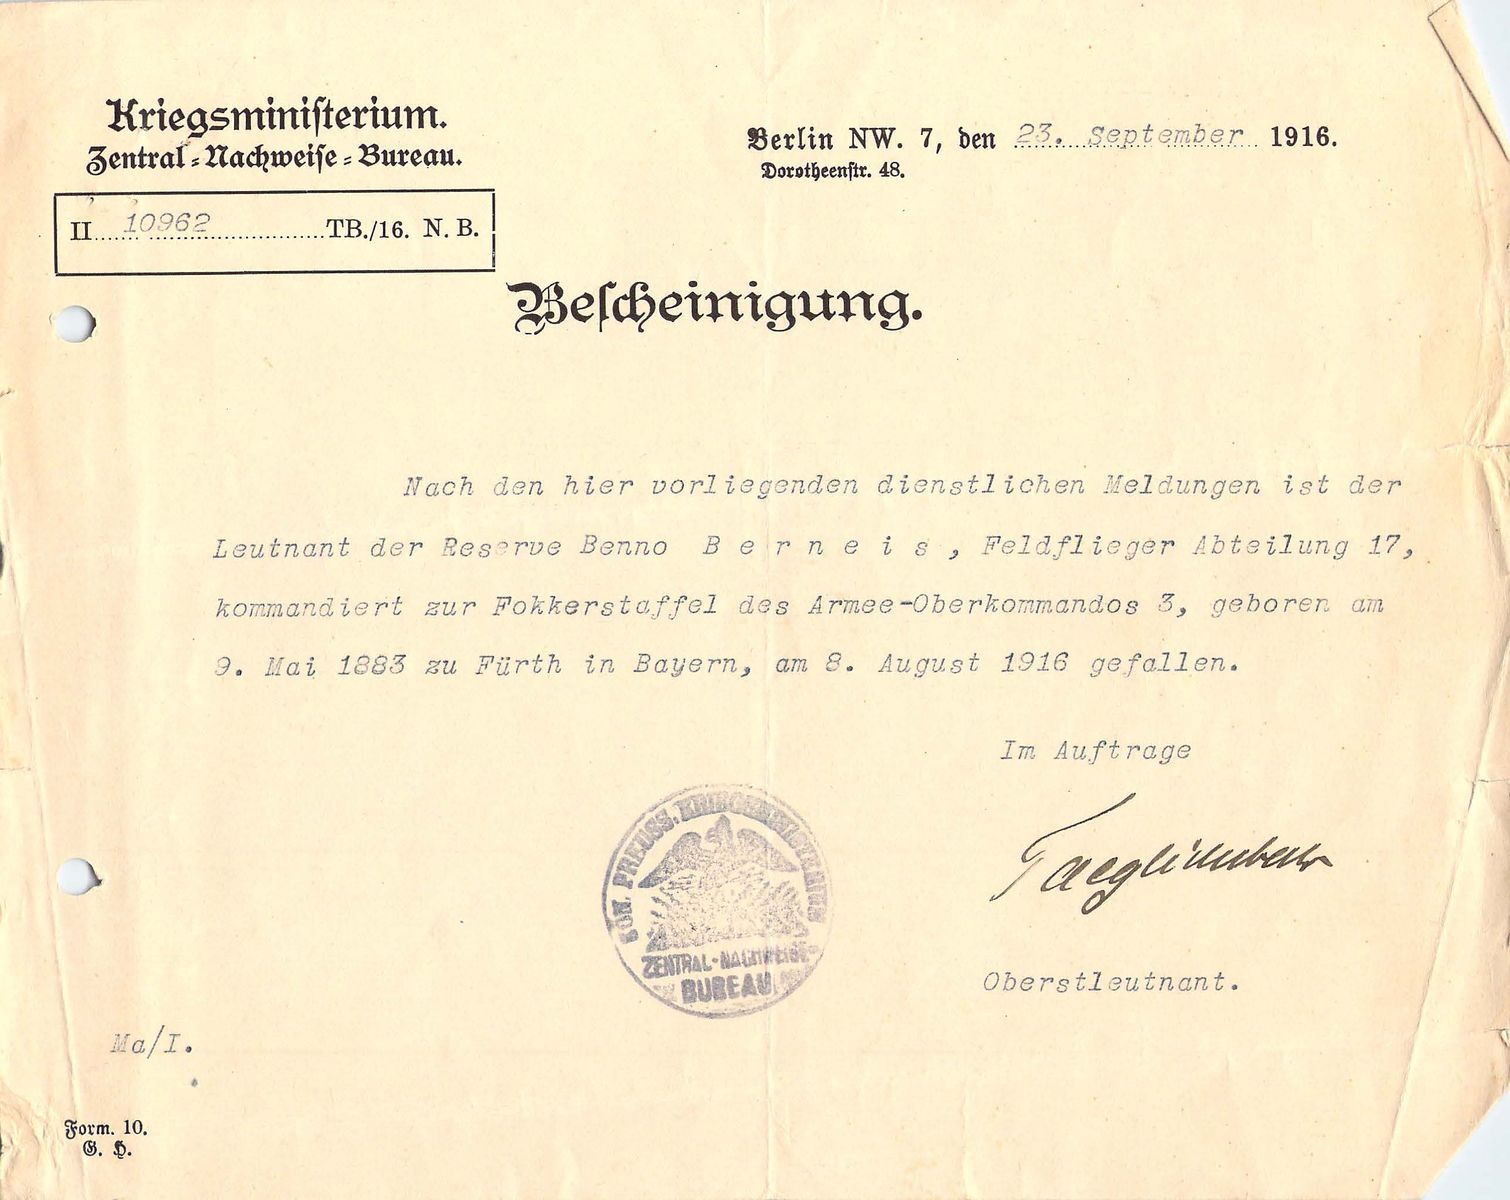 Kriegsministerium.
Zentral-Nachweise-Bureau.
Berlin NW. 7, den 23. September 1916.
Dorotheenstr. 48.
II 10962 TB./16. N. B.
Bescheinigung.
Nach den hier vorliegenden dienstlichen Meldungen ist der
Leutnant der Reserve Benno B e r n e i s , Feldflieger Abteilung 17,
kommandiert zur Fokkerstaffel des Armee-Oberkommandos 3, geboren am
9. Mai 1883 zu Fürth in Bayern, am 8. August 1916 gefallen.
Im Auftrage
KÖN. PREUSS. KRIEGSMINISTERIUM
ZENTRAL-NACHWEISE-
BUREAU
Oberstleutnant.
Ma/I.
Form. 10.
G. H.